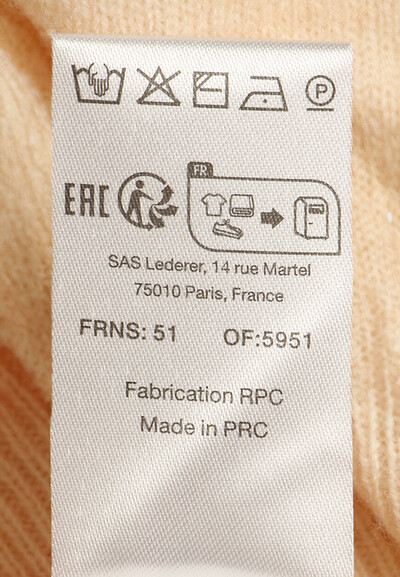 P
EAC
FR
SAS Lederer, 14 rue Martel
75010 Paris, France
FRNS: 51 OF:5951
Fabrication RPC
Made in PRC